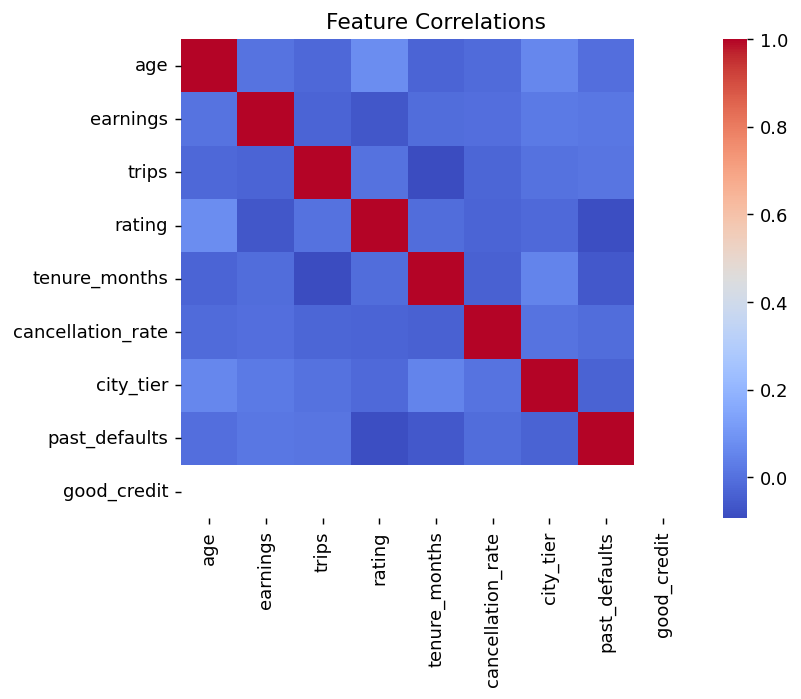 Feature Correlations
age
earnings
trips
rating
tenure_months
cancellation_rate
city_tier
past_defaults
good_credit
age
earnings
trips
rating
tenure_months
cancellation_rate
city_tier
past_defaults
good_credit
1.0
0.8
0.6
0.4
0.2
0.0